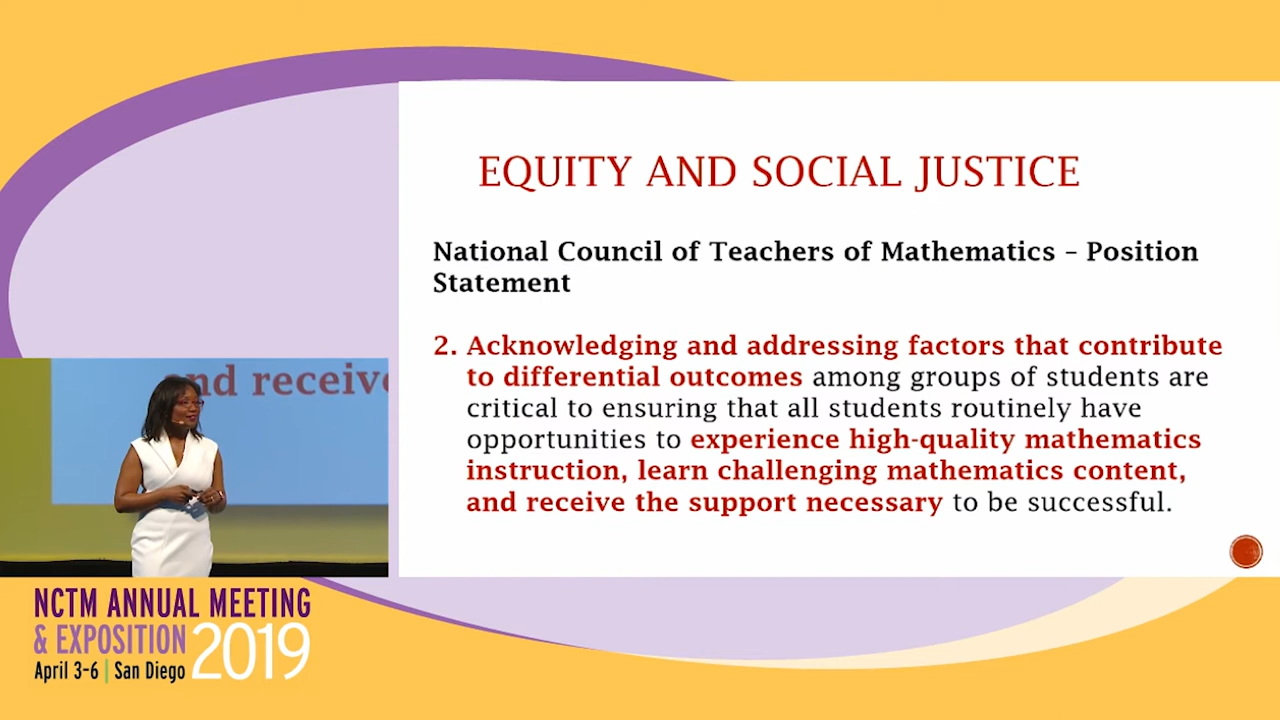 EQUITY AND SOCIAL JUSTICE
National Council of Teachers of Mathematics – Position
Statement
2. Acknowledging and addressing factors that contribute
to differential outcomes among groups of students are
critical to ensuring that all students routinely have
opportunities to experience high-quality mathematics
instruction, learn challenging mathematics content,
and receive the support necessary to be successful.
and receive
NCTM ANNUAL MEETING
& EXPOSITION 2019
April 3-6 | San Diego